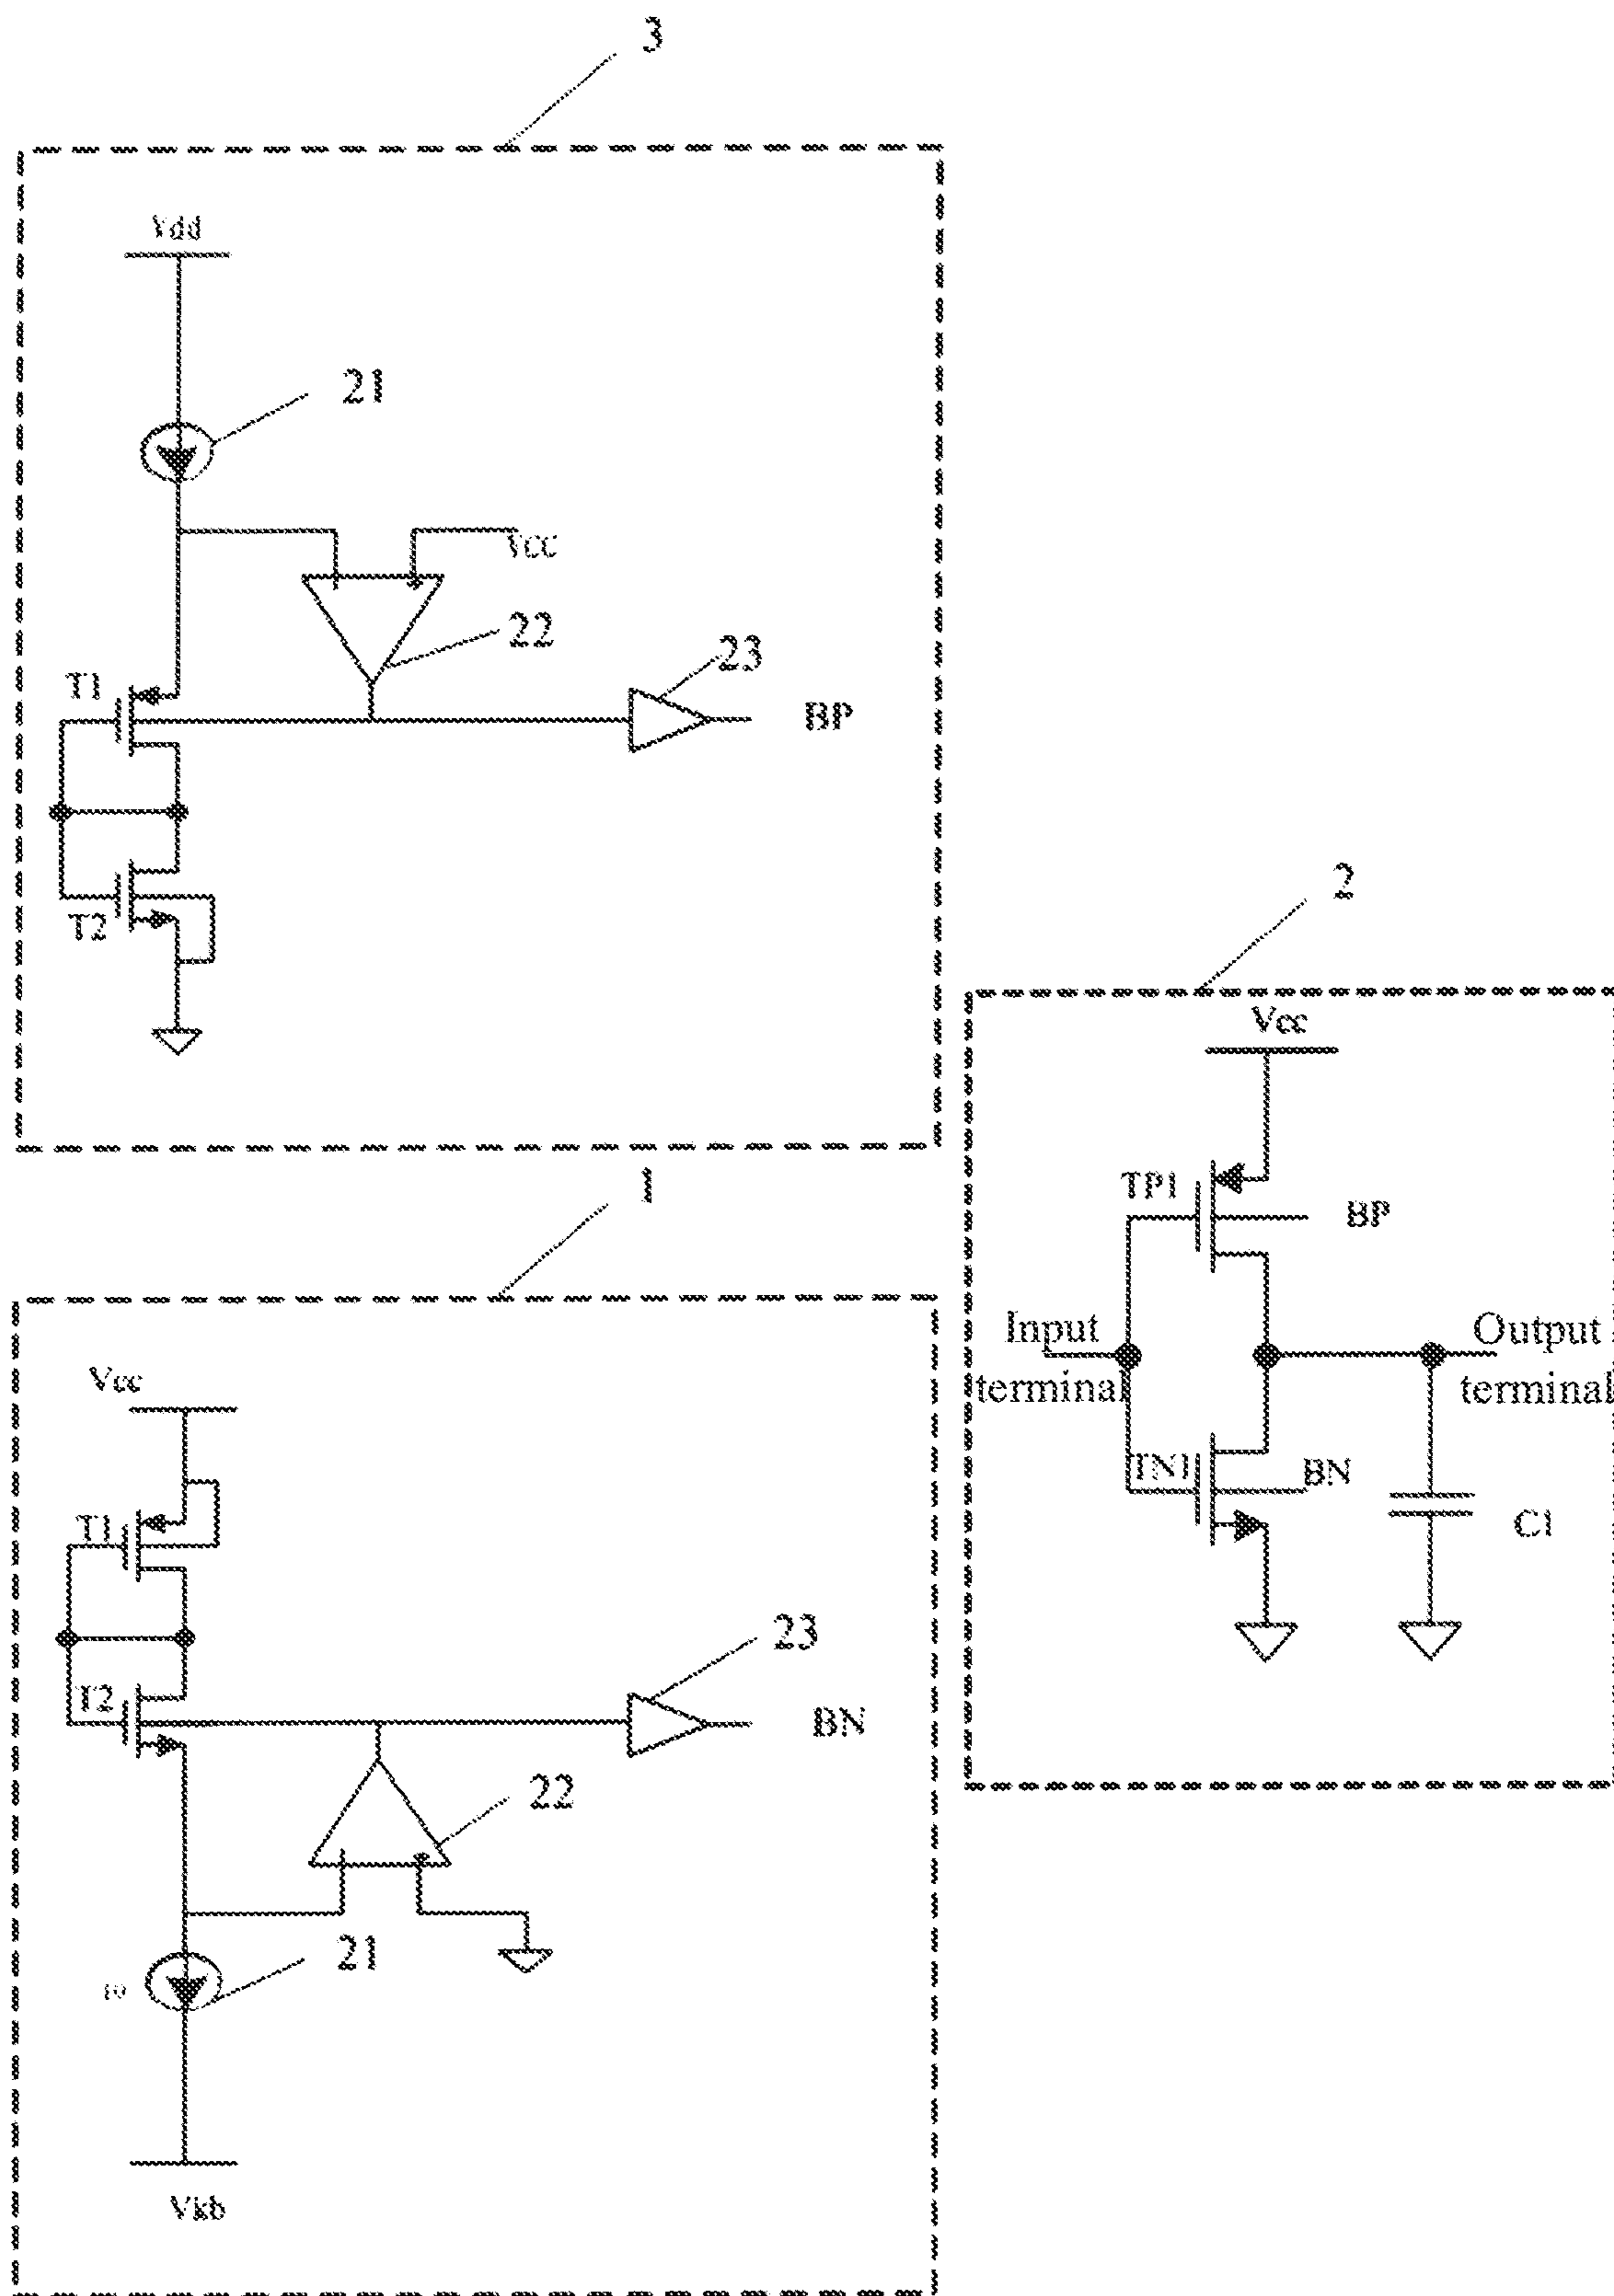 3
Vdd
21
VCC
22
23
T1
BP
T2
2
Vcc
TP1
BP
Input
terminal
Output
terminal
TN1
BN
C1
1
Vcc
T1
23
T2
BN
22
21
Vkb